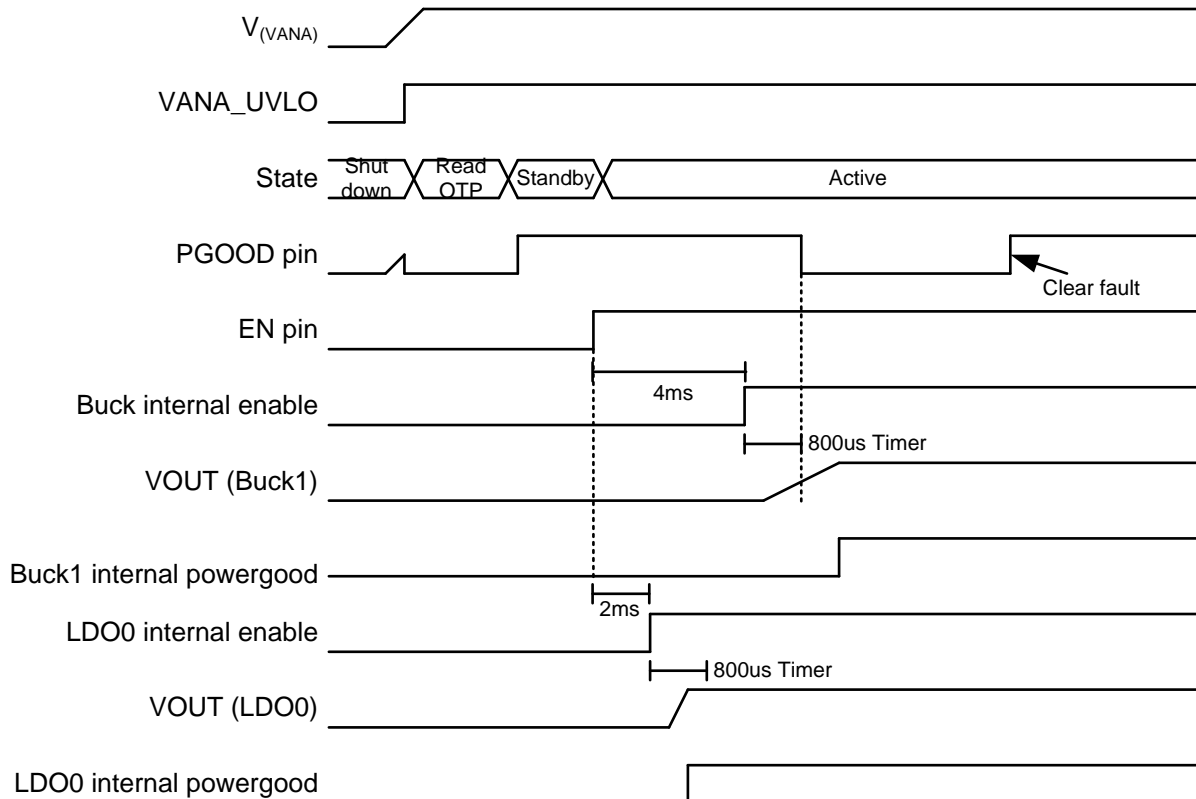 V(VANA)
VANA_UVLO
State
Shut
down
Read
OTP
Standby
Active
PGOOD pin
Clear fault
EN pin
4ms
Buck internal enable
800us Timer
VOUT (Buck1)
Buck1 internal powergood
2ms
LDO0 internal enable
800us Timer
VOUT (LDO0)
LDO0 internal powergood